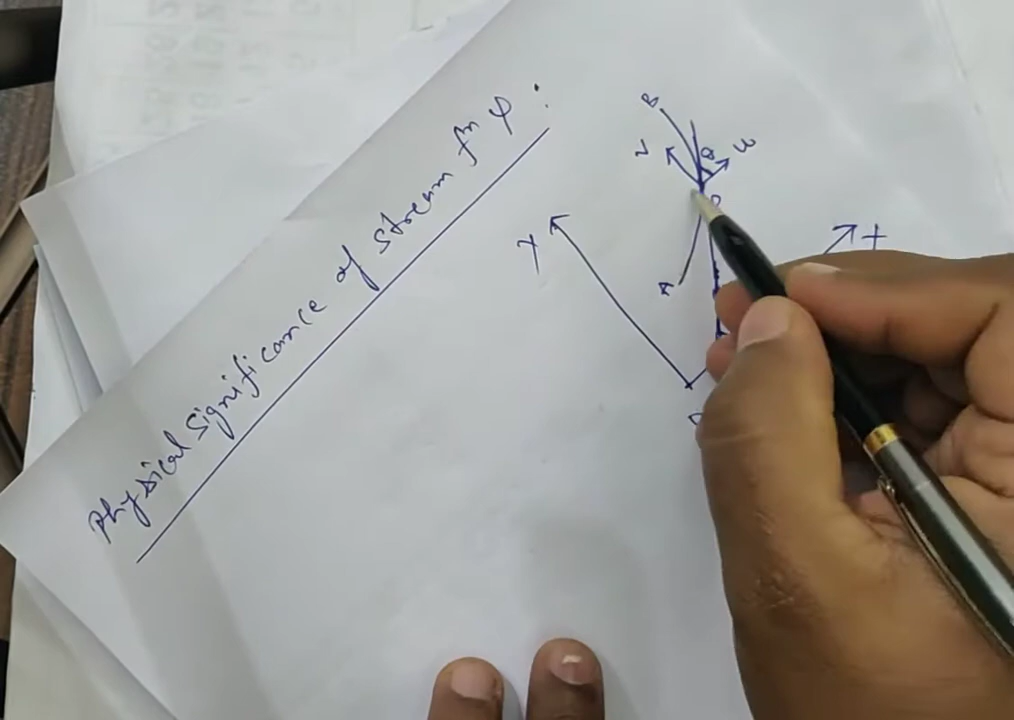 Physical significance of stream fn ψ :
B
v
θ
u
P
Y
X
A
O